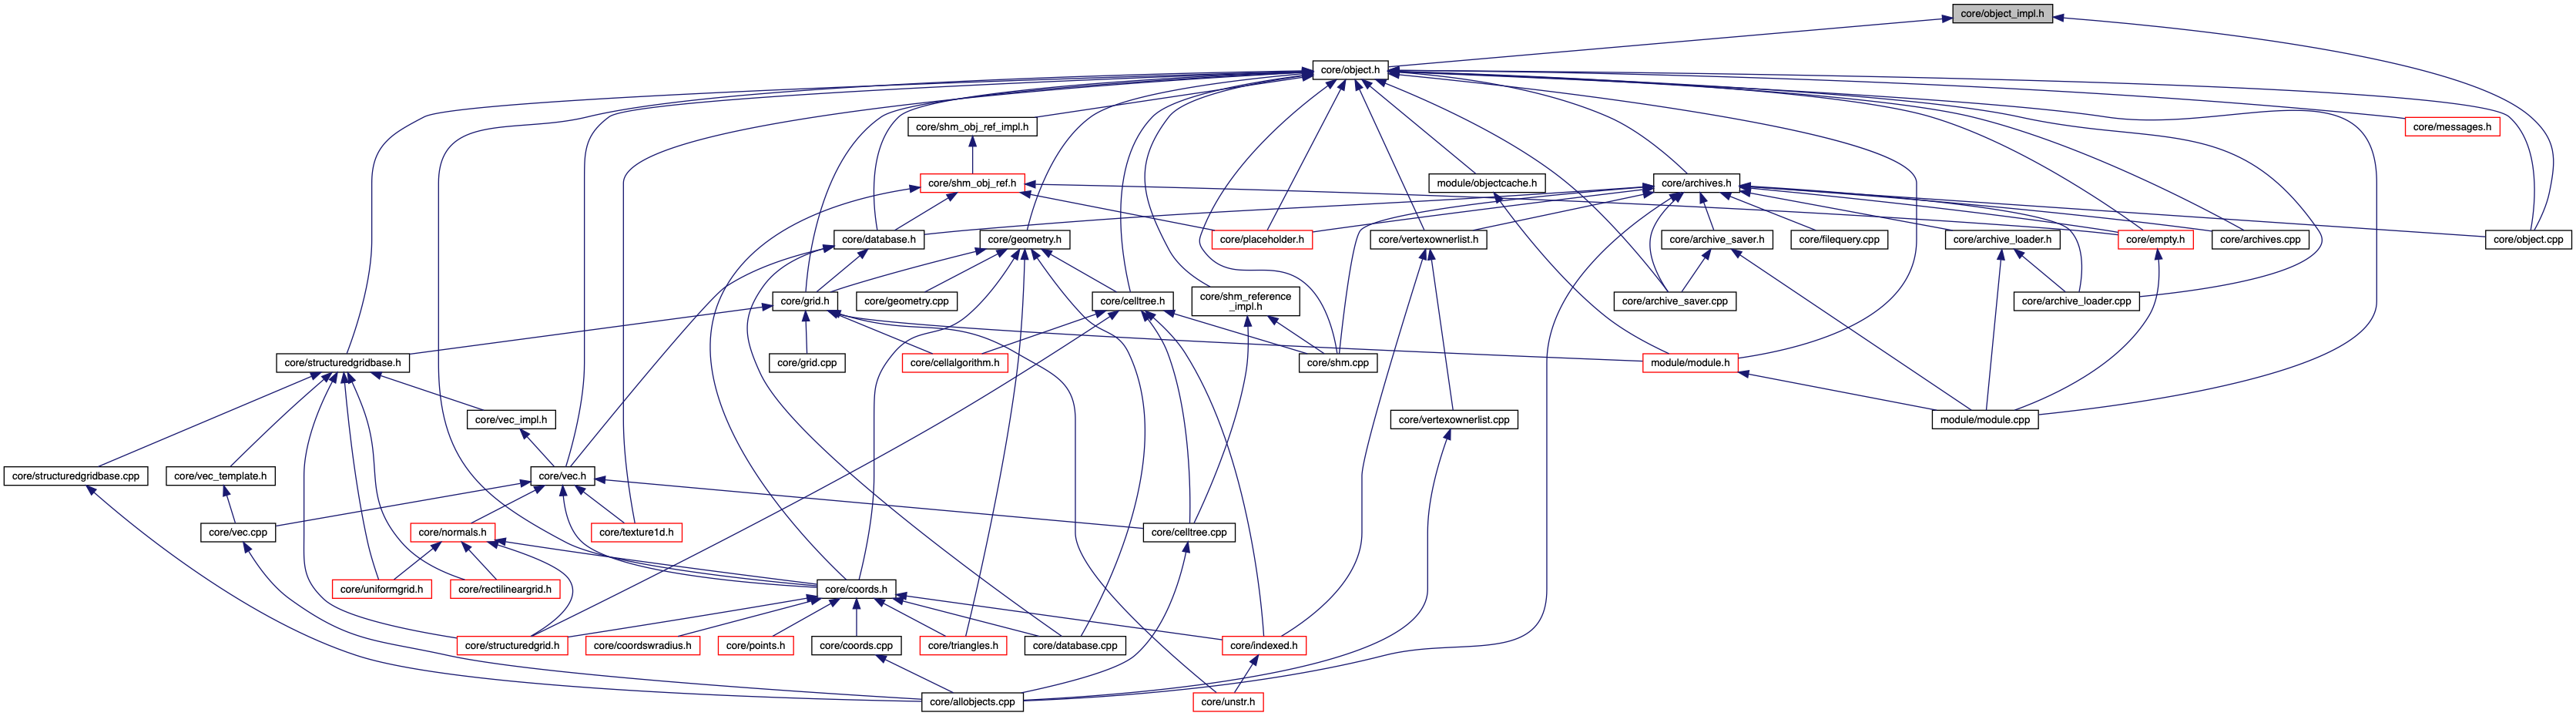 core/object_impl.h
core/object.h
core/shm_obj_ref_impl.h
core/messages.h
core/shm_obj_ref.h
module/objectcache.h
core/archives.h
core/database.h
core/geometry.h
core/placeholder.h
core/vertexownerlist.h
core/archive_saver.h
core/filequery.cpp
core/archive_loader.h
core/empty.h
core/archives.cpp
core/object.cpp
core/grid.h
core/geometry.cpp
core/celltree.h
core/shm_reference
_impl.h
core/archive_saver.cpp
core/archive_loader.cpp
core/structuredgridbase.h
core/grid.cpp
core/cellalgorithm.h
core/shm.cpp
module/module.h
core/vec_impl.h
core/vertexownerlist.cpp
module/module.cpp
core/structuredgridbase.cpp
core/vec_template.h
core/vec.h
core/vec.cpp
core/normals.h
core/texture1d.h
core/celltree.cpp
core/uniformgrid.h
core/rectilineargrid.h
core/coords.h
core/structuredgrid.h
core/coordswradius.h
core/points.h
core/coords.cpp
core/triangles.h
core/database.cpp
core/indexed.h
core/allobjects.cpp
core/unstr.h